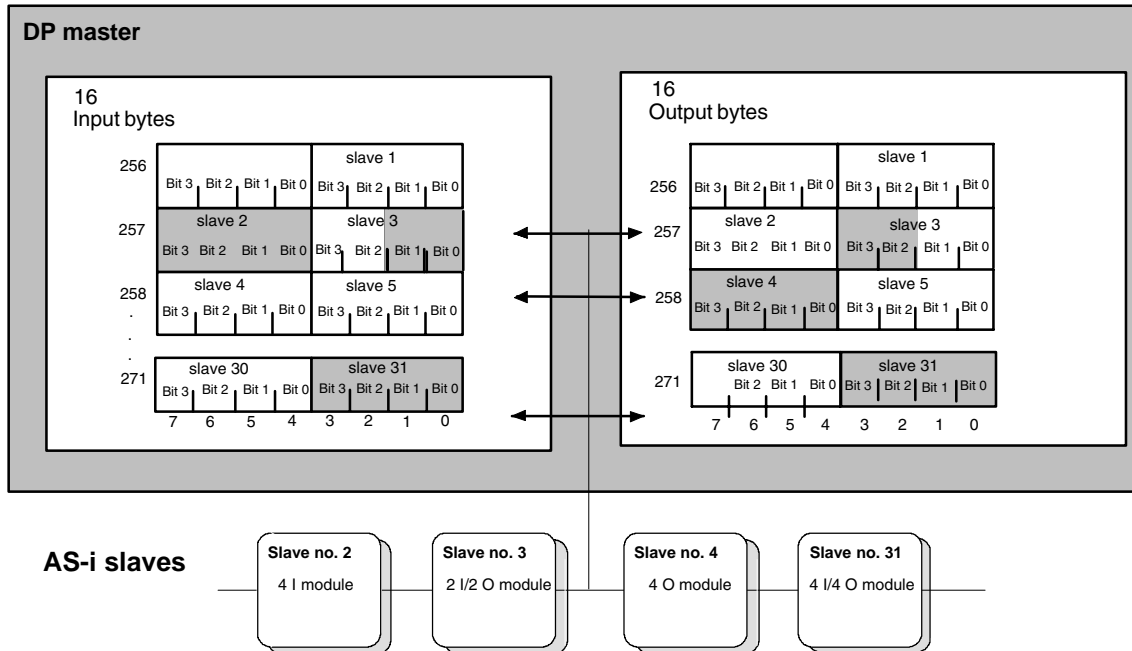 DP master
16
Input bytes
slave 1
256 Bit 3 Bit 2 Bit 1 Bit 0 Bit 3 Bit 2 Bit 1 Bit 0
slave 2 slave 3
257 Bit 3 Bit 2 Bit 1 Bit 0 Bit 3 Bit 2 Bit 1 Bit 0
slave 4 slave 5
258 Bit 3 Bit 2 Bit 1 Bit 0 Bit 3 Bit 2 Bit 1 Bit 0
.
.
.
slave 30 slave 31
271 Bit 3 Bit 2 Bit 1 Bit 0 Bit 3 Bit 2 Bit 1 Bit 0
7 6 5 4 3 2 1 0
16
Output bytes
slave 1
256 Bit 3 Bit 2 Bit 1 Bit 0 Bit 3 Bit 2 Bit 1 Bit 0
slave 2 slave 3
257 Bit 3 Bit 2 Bit 1 Bit 0 Bit 3 Bit 2 Bit 1 Bit 0
slave 4 slave 5
258 Bit 3 Bit 2 Bit 1 Bit 0 Bit 3 Bit 2 Bit 1 Bit 0
slave 30 slave 31
271 Bit 2 Bit 1 Bit 0 Bit 3 Bit 2 Bit 1 Bit 0
7 6 5 4 3 2 1 0
AS-i slaves
Slave no. 2
4 I module
Slave no. 3
2 I/2 O module
Slave no. 4
4 O module
Slave no. 31
4 I/4 O module